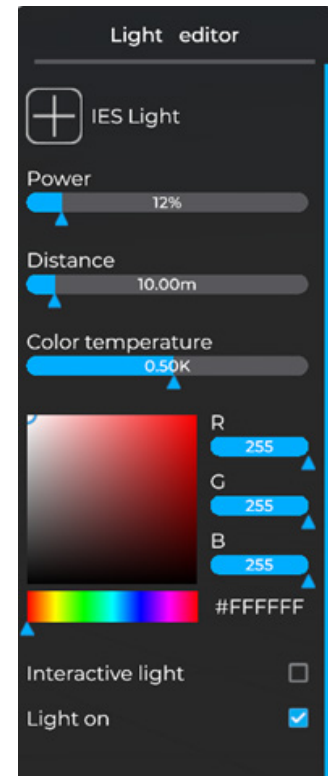 Light editor
IES Light
Power
12%
Distance
10.00m
Color temperature
0.50K
R
255
G
255
B
255
#FFFFFF
Interactive light
Light on